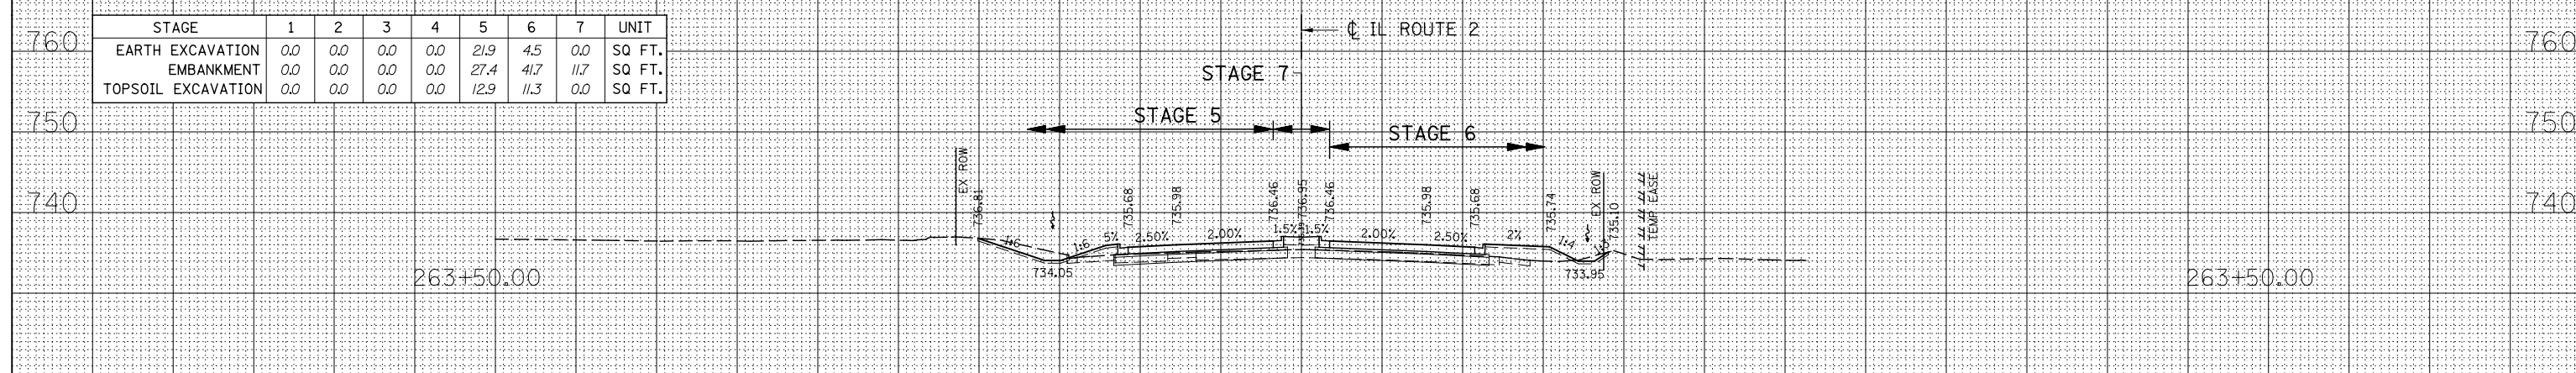 STAGE 1 2 3 4 5 6 7 UNIT
EARTH EXCAVATION 0.0 0.0 0.0 0.0 21.9 4.5 0.0 SQ FT.
EMBANKMENT 0.0 0.0 0.0 0.0 27.4 41.7 11.7 SQ FT.
TOPSOIL EXCAVATION 0.0 0.0 0.0 0.0 12.9 11.3 0.0 SQ FT.
℄ IL ROUTE 2
760 760
STAGE 7
750 750
STAGE 5
STAGE 6
740 740
EX ROW
736.81
735.68
735.98
736.46
736.95
736.46
735.98
735.68
735.74
EX ROW
735.10
TEMP EASE
1:6 1:6 5% 2.50% 2.00% 1.5% 1.5% 2.00% 2.50% 2% 1:4 1:3
734.05 733.95
263+50.00 263+50.00